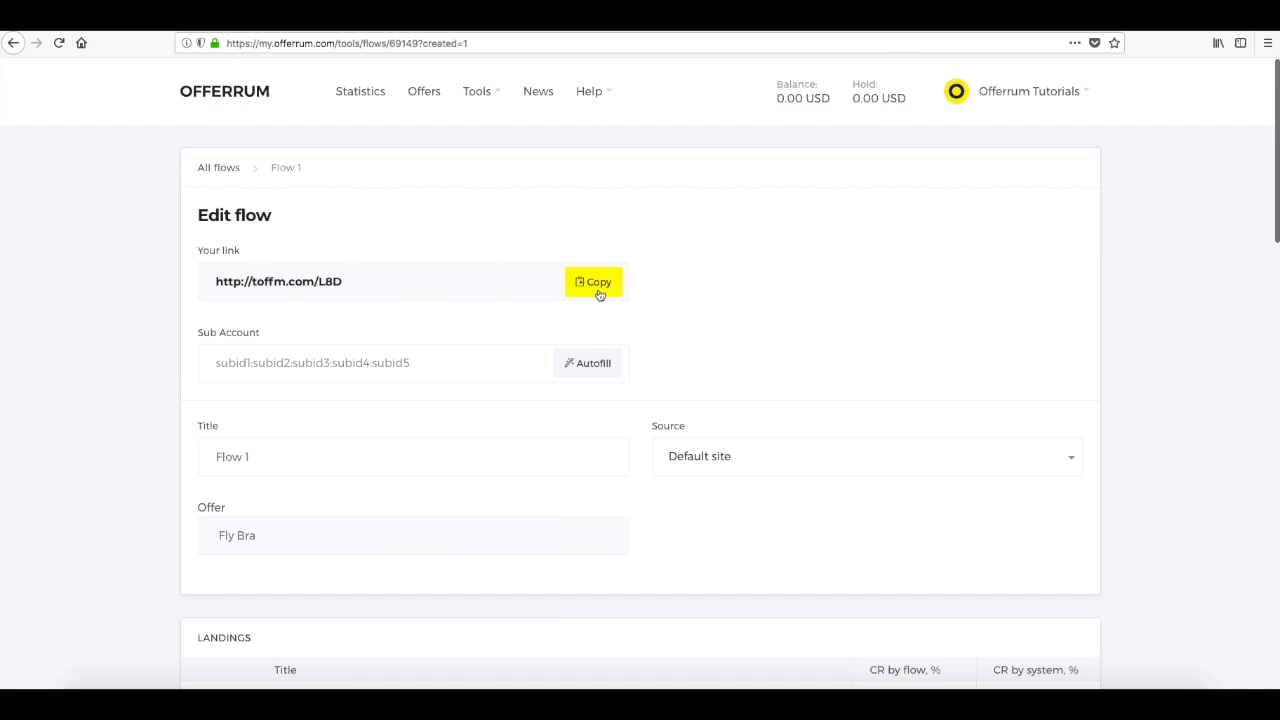 https://my.offerrum.com/tools/flows/69149?created=1
OFFERRUM
Statistics
Offers
Tools
News
Help
Balance:
0.00 USD
Hold:
0.00 USD
Offerrum Tutorials
All flows
Flow 1
Edit flow
Your link
http://toffm.com/L8D
Copy
Sub Account
subid1:subid2:subid3:subid4:subid5
Autofill
Title
Source
Flow 1
Default site
Offer
Fly Bra
LANDINGS
Title
CR by flow, %
CR by system, %